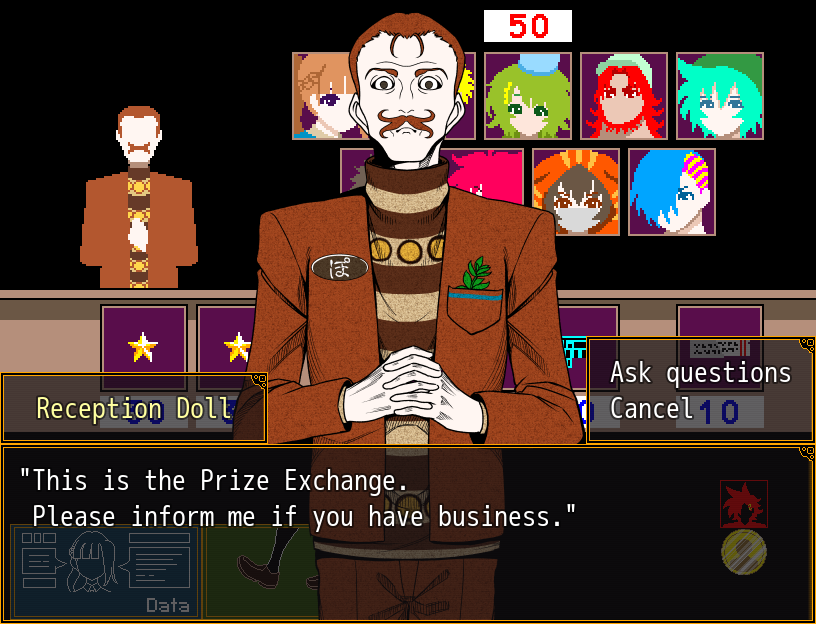 50
ぽ
10
Reception Doll
Ask questions
Cancel
"This is the Prize Exchange.
Please inform me if you have business."
Data